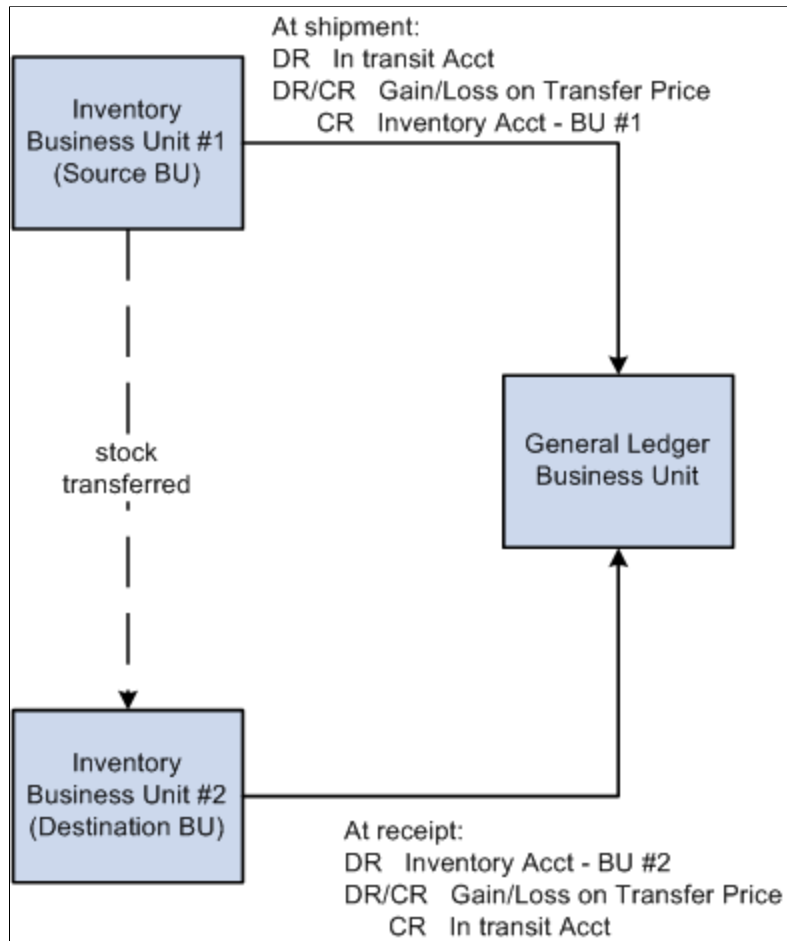 At shipment:
DR In transit Acct
DR/CR Gain/Loss on Transfer Price
CR Inventory Acct - BU #1
Inventory
Business Unit #1
(Source BU)
stock
transferred
General Ledger
Business Unit
Inventory
Business Unit #2
(Destination BU)
At receipt:
DR Inventory Acct - BU #2
DR/CR Gain/Loss on Transfer Price
CR In transit Acct